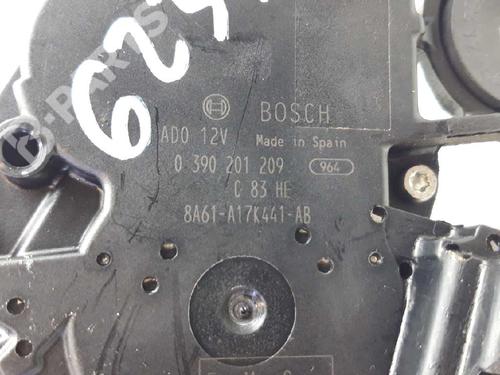 BOSCH
ADO 12V Made in Spain
0 390 201 209 964
C 83 HE
8A61-A17K441-AB